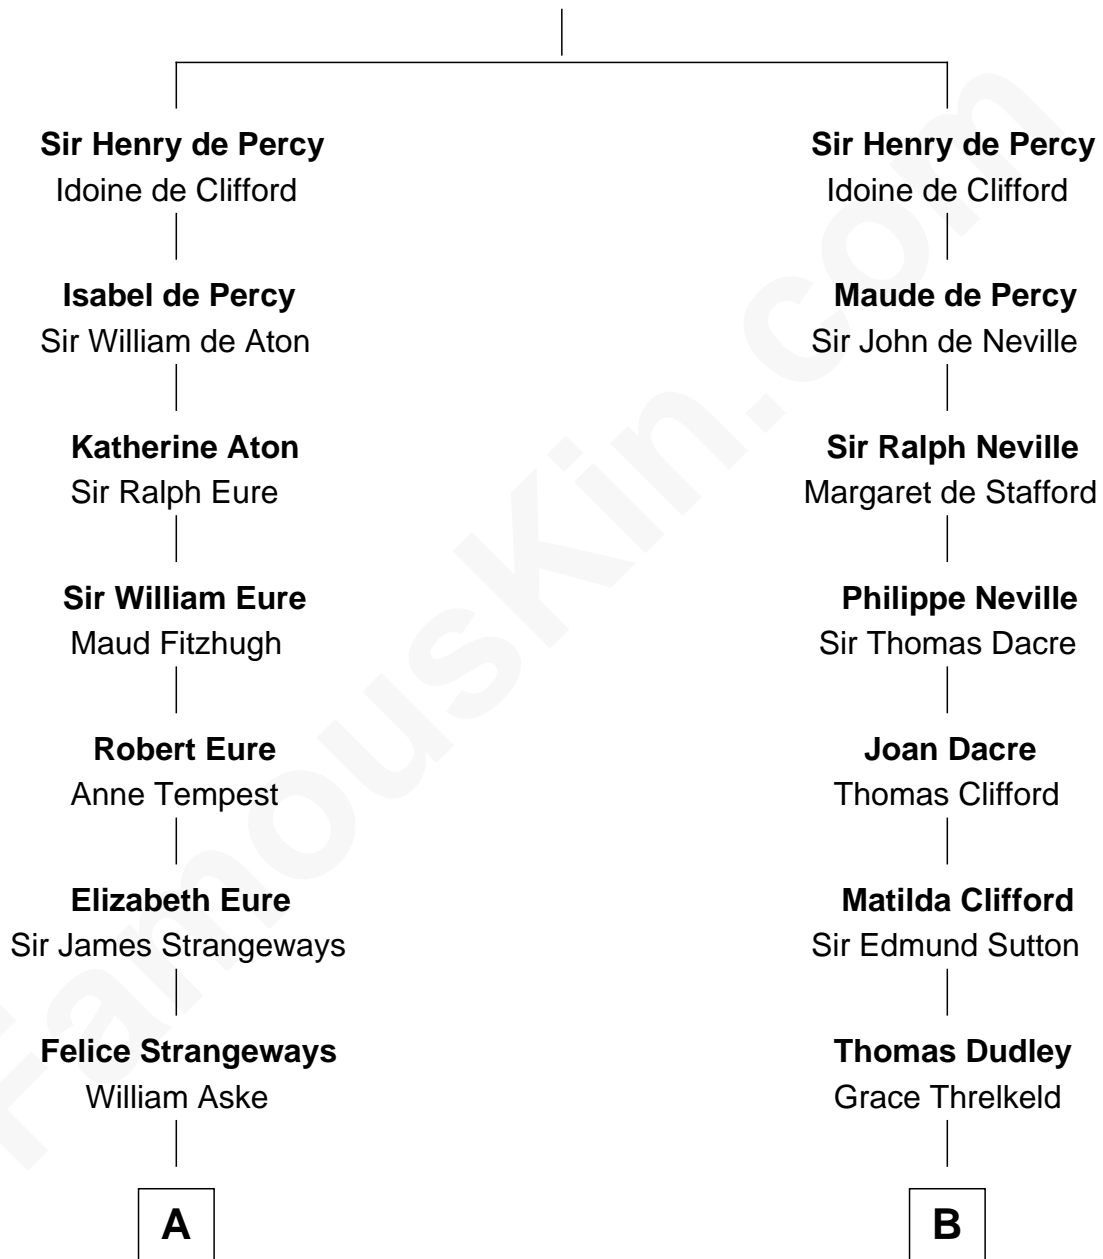 Sir Henry de Percy
Idoine de Clifford
Isabel de Percy
Sir William de Aton
Katherine Aton
Sir Ralph Eure
Sir William Eure
Maud Fitzhugh
Robert Eure
Anne Tempest
Elizabeth Eure
Sir James Strangeways
Felice Strangeways
William Aske
A
Sir Henry de Percy
Idoine de Clifford
Maude de Percy
Sir John de Neville
Sir Ralph Neville
Margaret de Stafford
Philippe Neville
Sir Thomas Dacre
Joan Dacre
Thomas Clifford
Matilda Clifford
Sir Edmund Sutton
Thomas Dudley
Grace Threlkeld
B
FamousKin.com